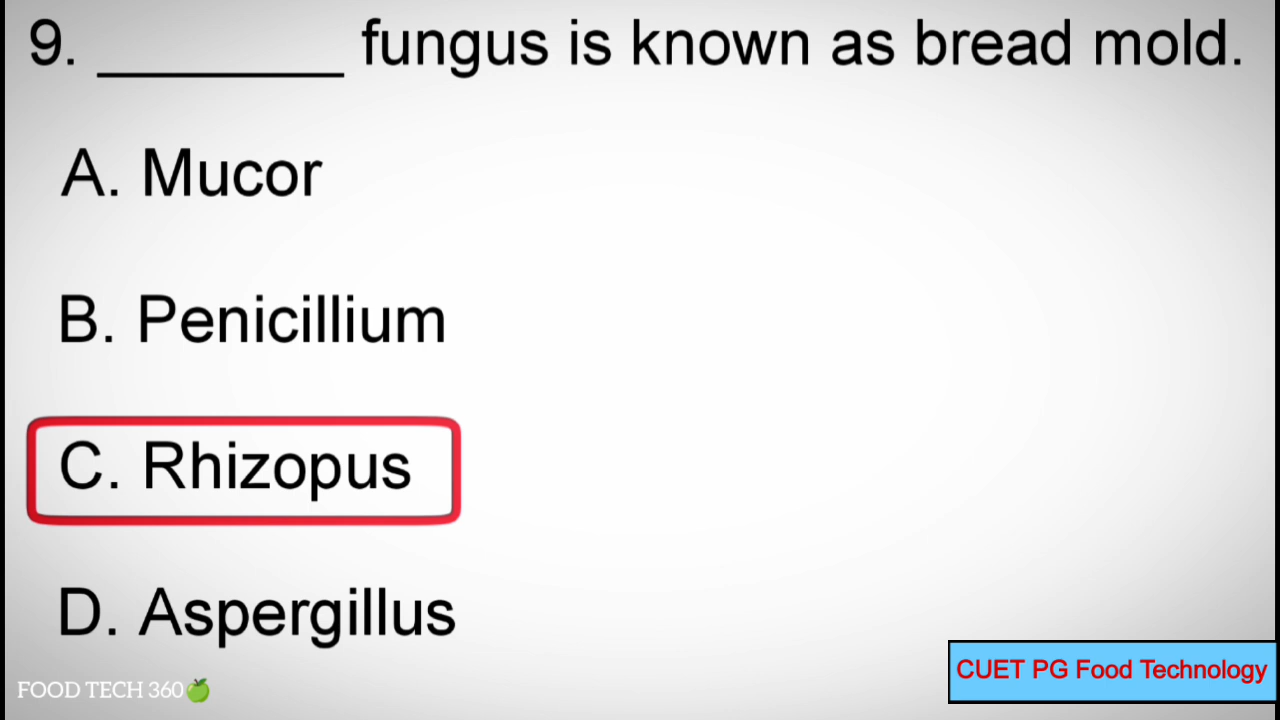 9. ________ fungus is known as bread mold.
A. Mucor
B. Penicillium
C. Rhizopus
D. Aspergillus
CUET PG Food Technology
FOOD TECH 360